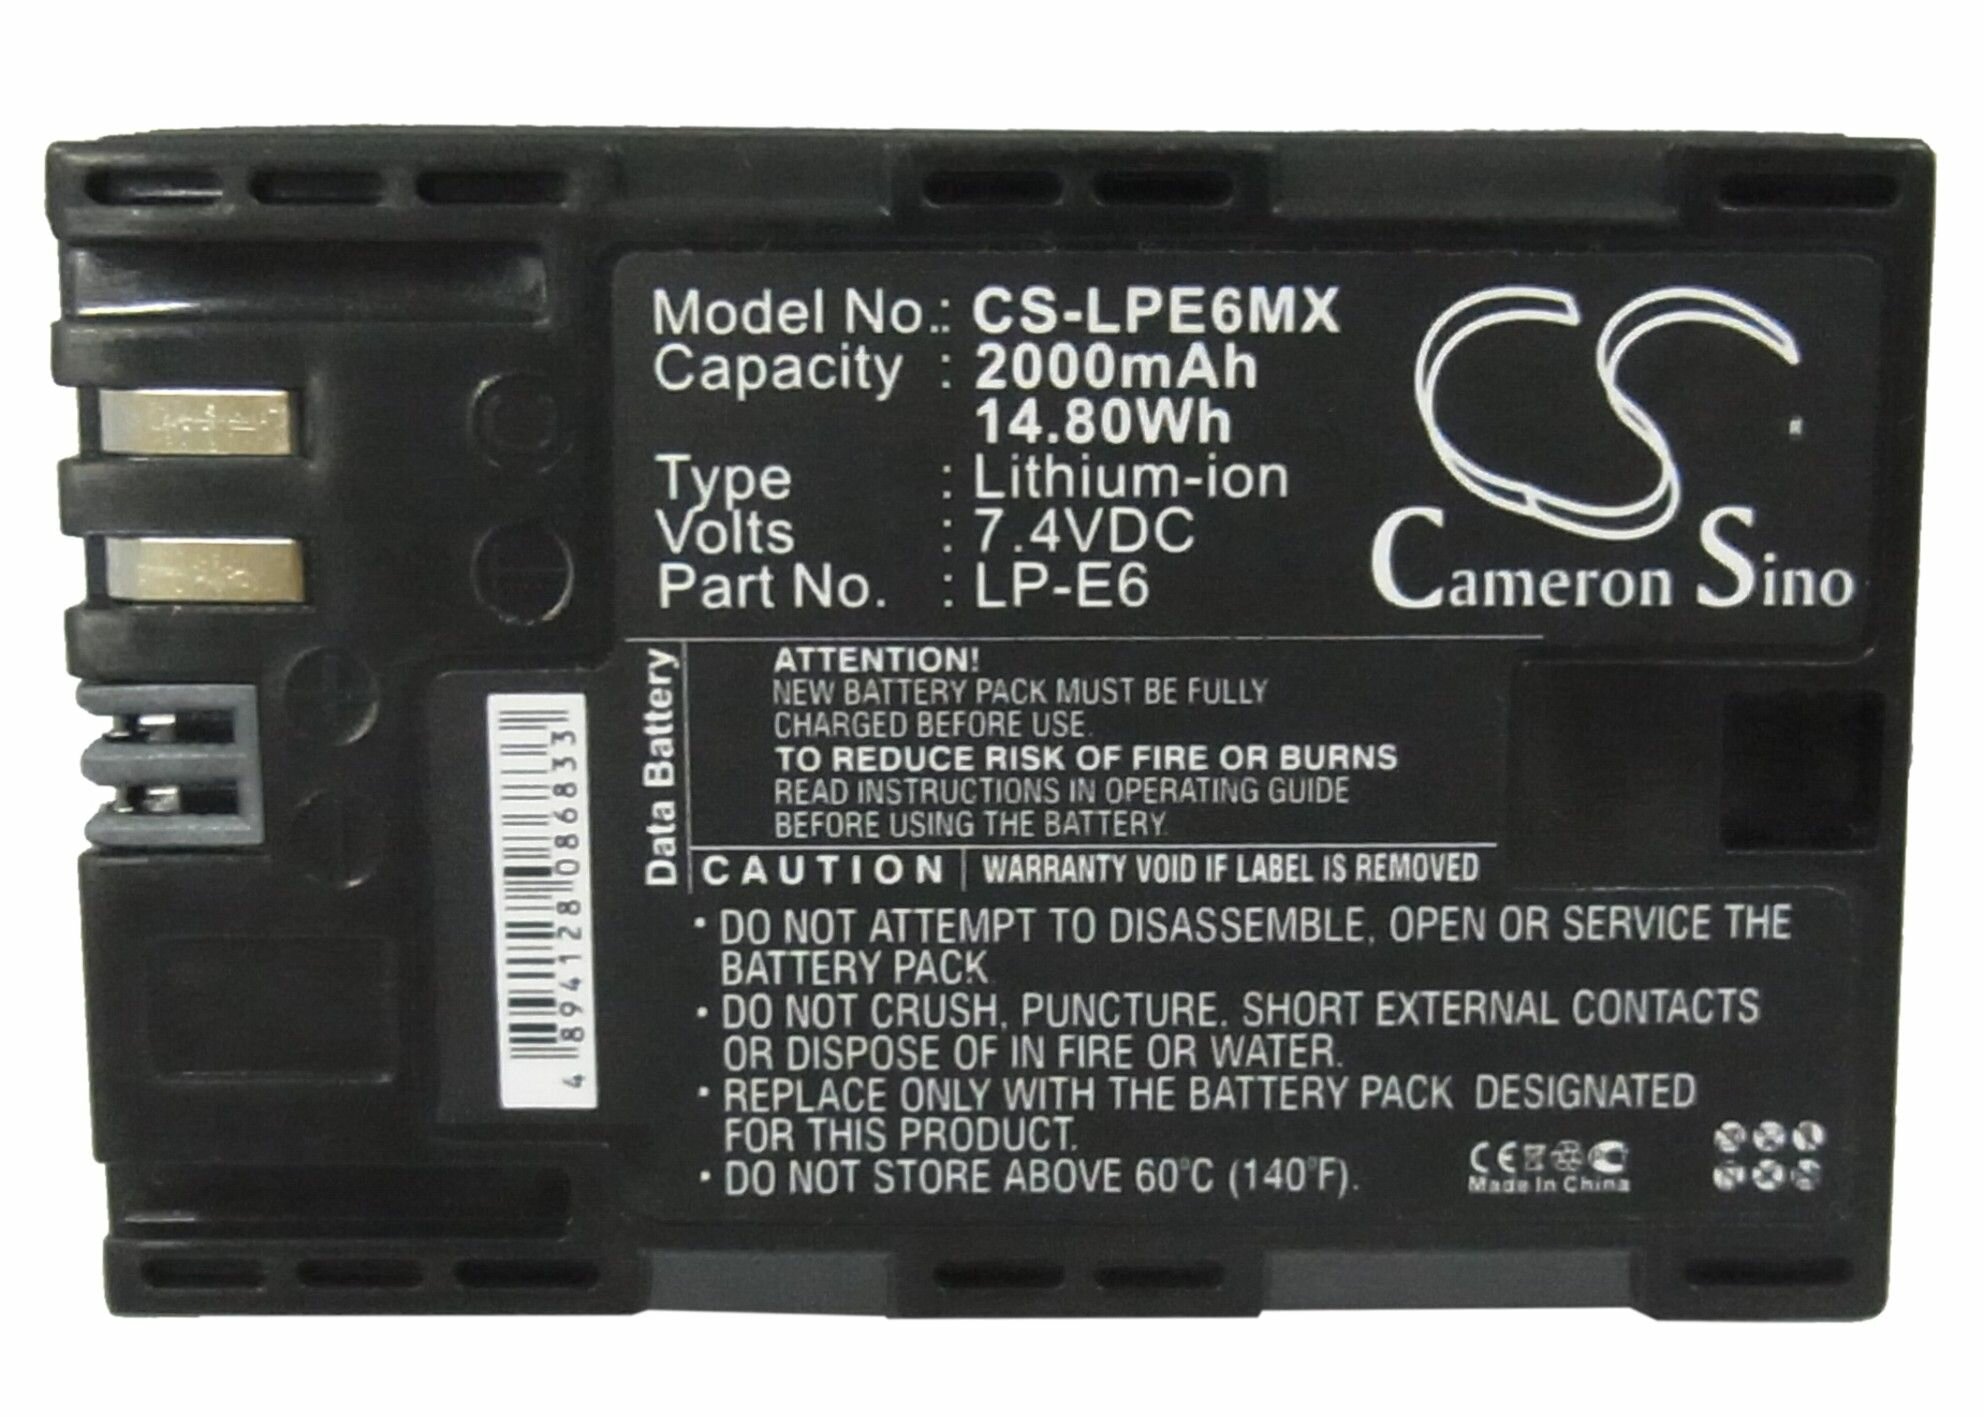 Model No.: CS-LPE6MX
Capacity : 2000mAh
14.80Wh
Type : Lithium-ion
Volts : 7.4VDC
Part No. : LP-E6
CS
Cameron Sino
Data Battery
ATTENTION!
NEW BATTERY PACK MUST BE FULLY
CHARGED BEFORE USE.
TO REDUCE RISK OF FIRE OR BURNS
READ INSTRUCTIONS IN OPERATING GUIDE
BEFORE USING THE BATTERY.
CAUTION | WARRANTY VOID IF LABEL IS REMOVED
• DO NOT ATTEMPT TO DISASSEMBLE, OPEN OR SERVICE THE
BATTERY PACK
• DO NOT CRUSH, PUNCTURE. SHORT EXTERNAL CONTACTS
OR DISPOSE OF IN FIRE OR WATER.
• REPLACE ONLY WITH THE BATTERY PACK DESIGNATED
FOR THIS PRODUCT.
• DO NOT STORE ABOVE 60°C (140°F).
CE
Made In China
4 894128 086833